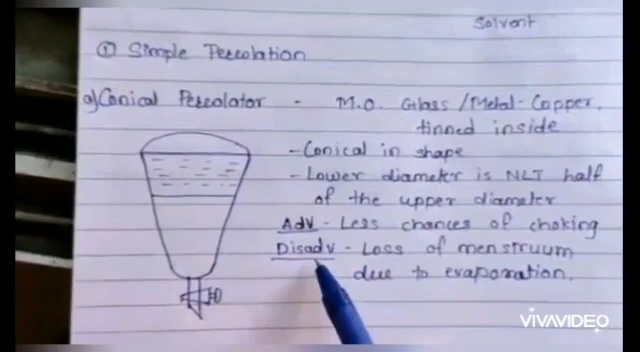 Solvent
① Simple Percolation
a) Conical Percolator - M.O. Glass/Metal-Copper,
tinned inside
- Conical in shape
- Lower diameter is NLT half
of the upper diameter
Adv - Less chances of choking
Disadv - Loss of menstruum
due to evaporation.
VIVAVIDEO